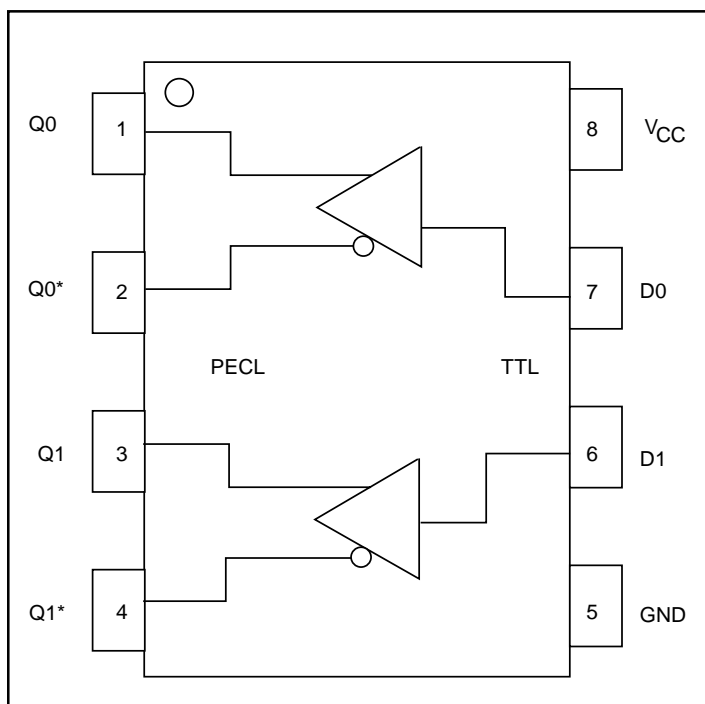 Q0 1 8 VCC
Q0* 2 7 D0
PECL TTL
Q1 3 6 D1
Q1* 4 5 GND